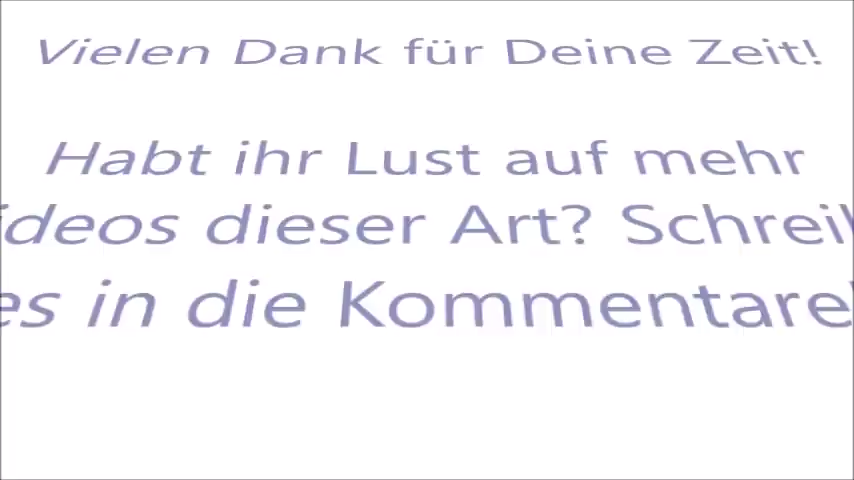 Vielen Dank für Deine Zeit!
Habt ihr Lust auf mehr
ideos dieser Art? Schrei
es in die Kommentare